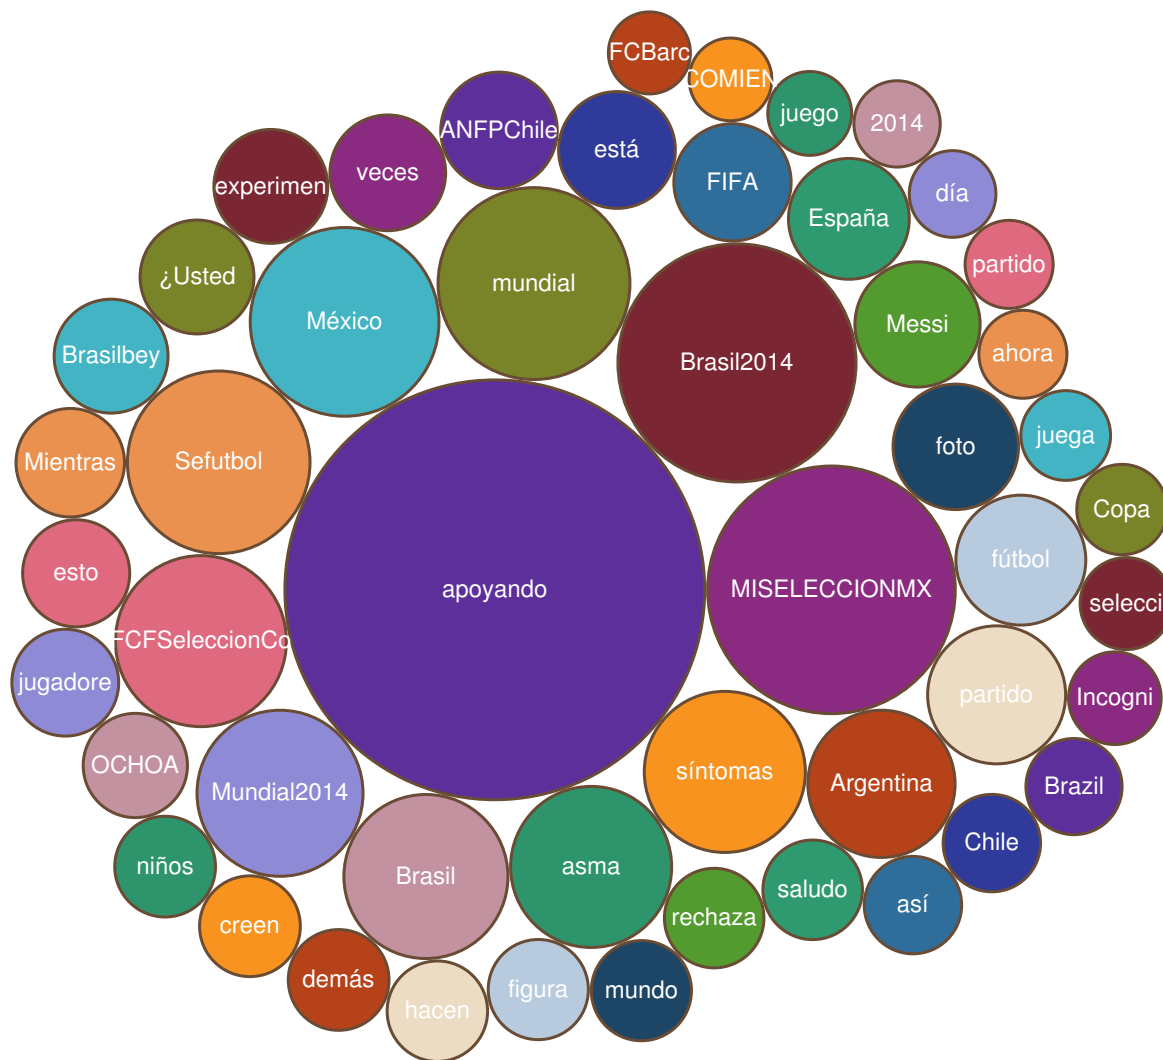 FCBarc
COMIEN
juego
2014
ANFPChile
está
FIFA
España
día
experimen
veces
partido
¿Usted
México
mundial
Brasil2014
Messi
ahora
Brasilbey
juega
Mientras
Sefutbol
foto
Copa
esto
apoyando
MISELECCIONMX
fútbol
selecci
jugadore
FCFSeleccionCo
partido
Incogni
OCHOA
Mundial2014
síntomas
Argentina
Brazil
niños
Brasil
asma
saludo
Chile
creen
rechaza
así
demás
hacen
figura
mundo